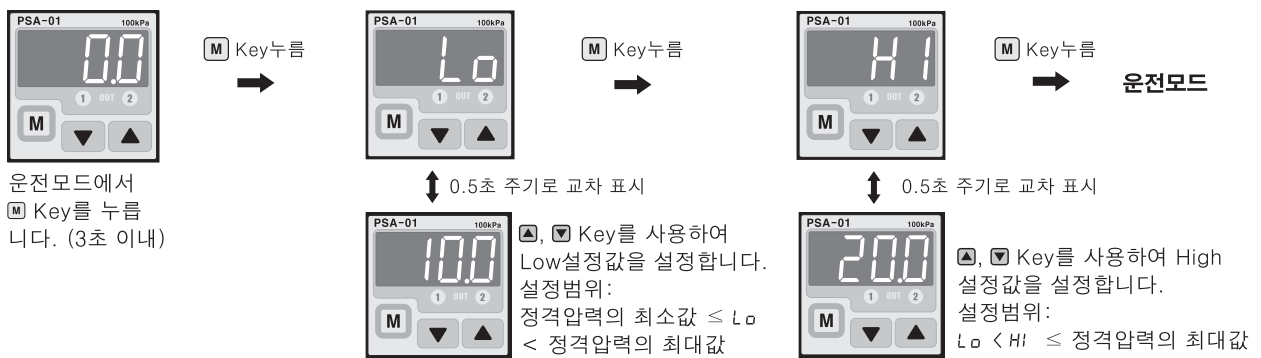 PSA-01 100kPa
0.0
1 OUT 2
M
운전모드에서
M Key를 누릅
니다. (3초 이내)
M Key누름
PSA-01 100kPa
Lo
1 OUT 2
M
0.5초 주기로 교차 표시
PSA-01 100kPa
10.0
1 OUT 2
M
▲, ▼ Key를 사용하여
Low설정값을 설정합니다.
설정범위:
정격압력의 최소값 ≤ Lo
< 정격압력의 최대값
M Key누름
PSA-01 100kPa
HI
1 OUT 2
M
0.5초 주기로 교차 표시
PSA-01 100kPa
20.0
1 OUT 2
M
▲, ▼ Key를 사용하여 High
설정값을 설정합니다.
설정범위:
Lo < HI ≤ 정격압력의 최대값
M Key누름
운전모드